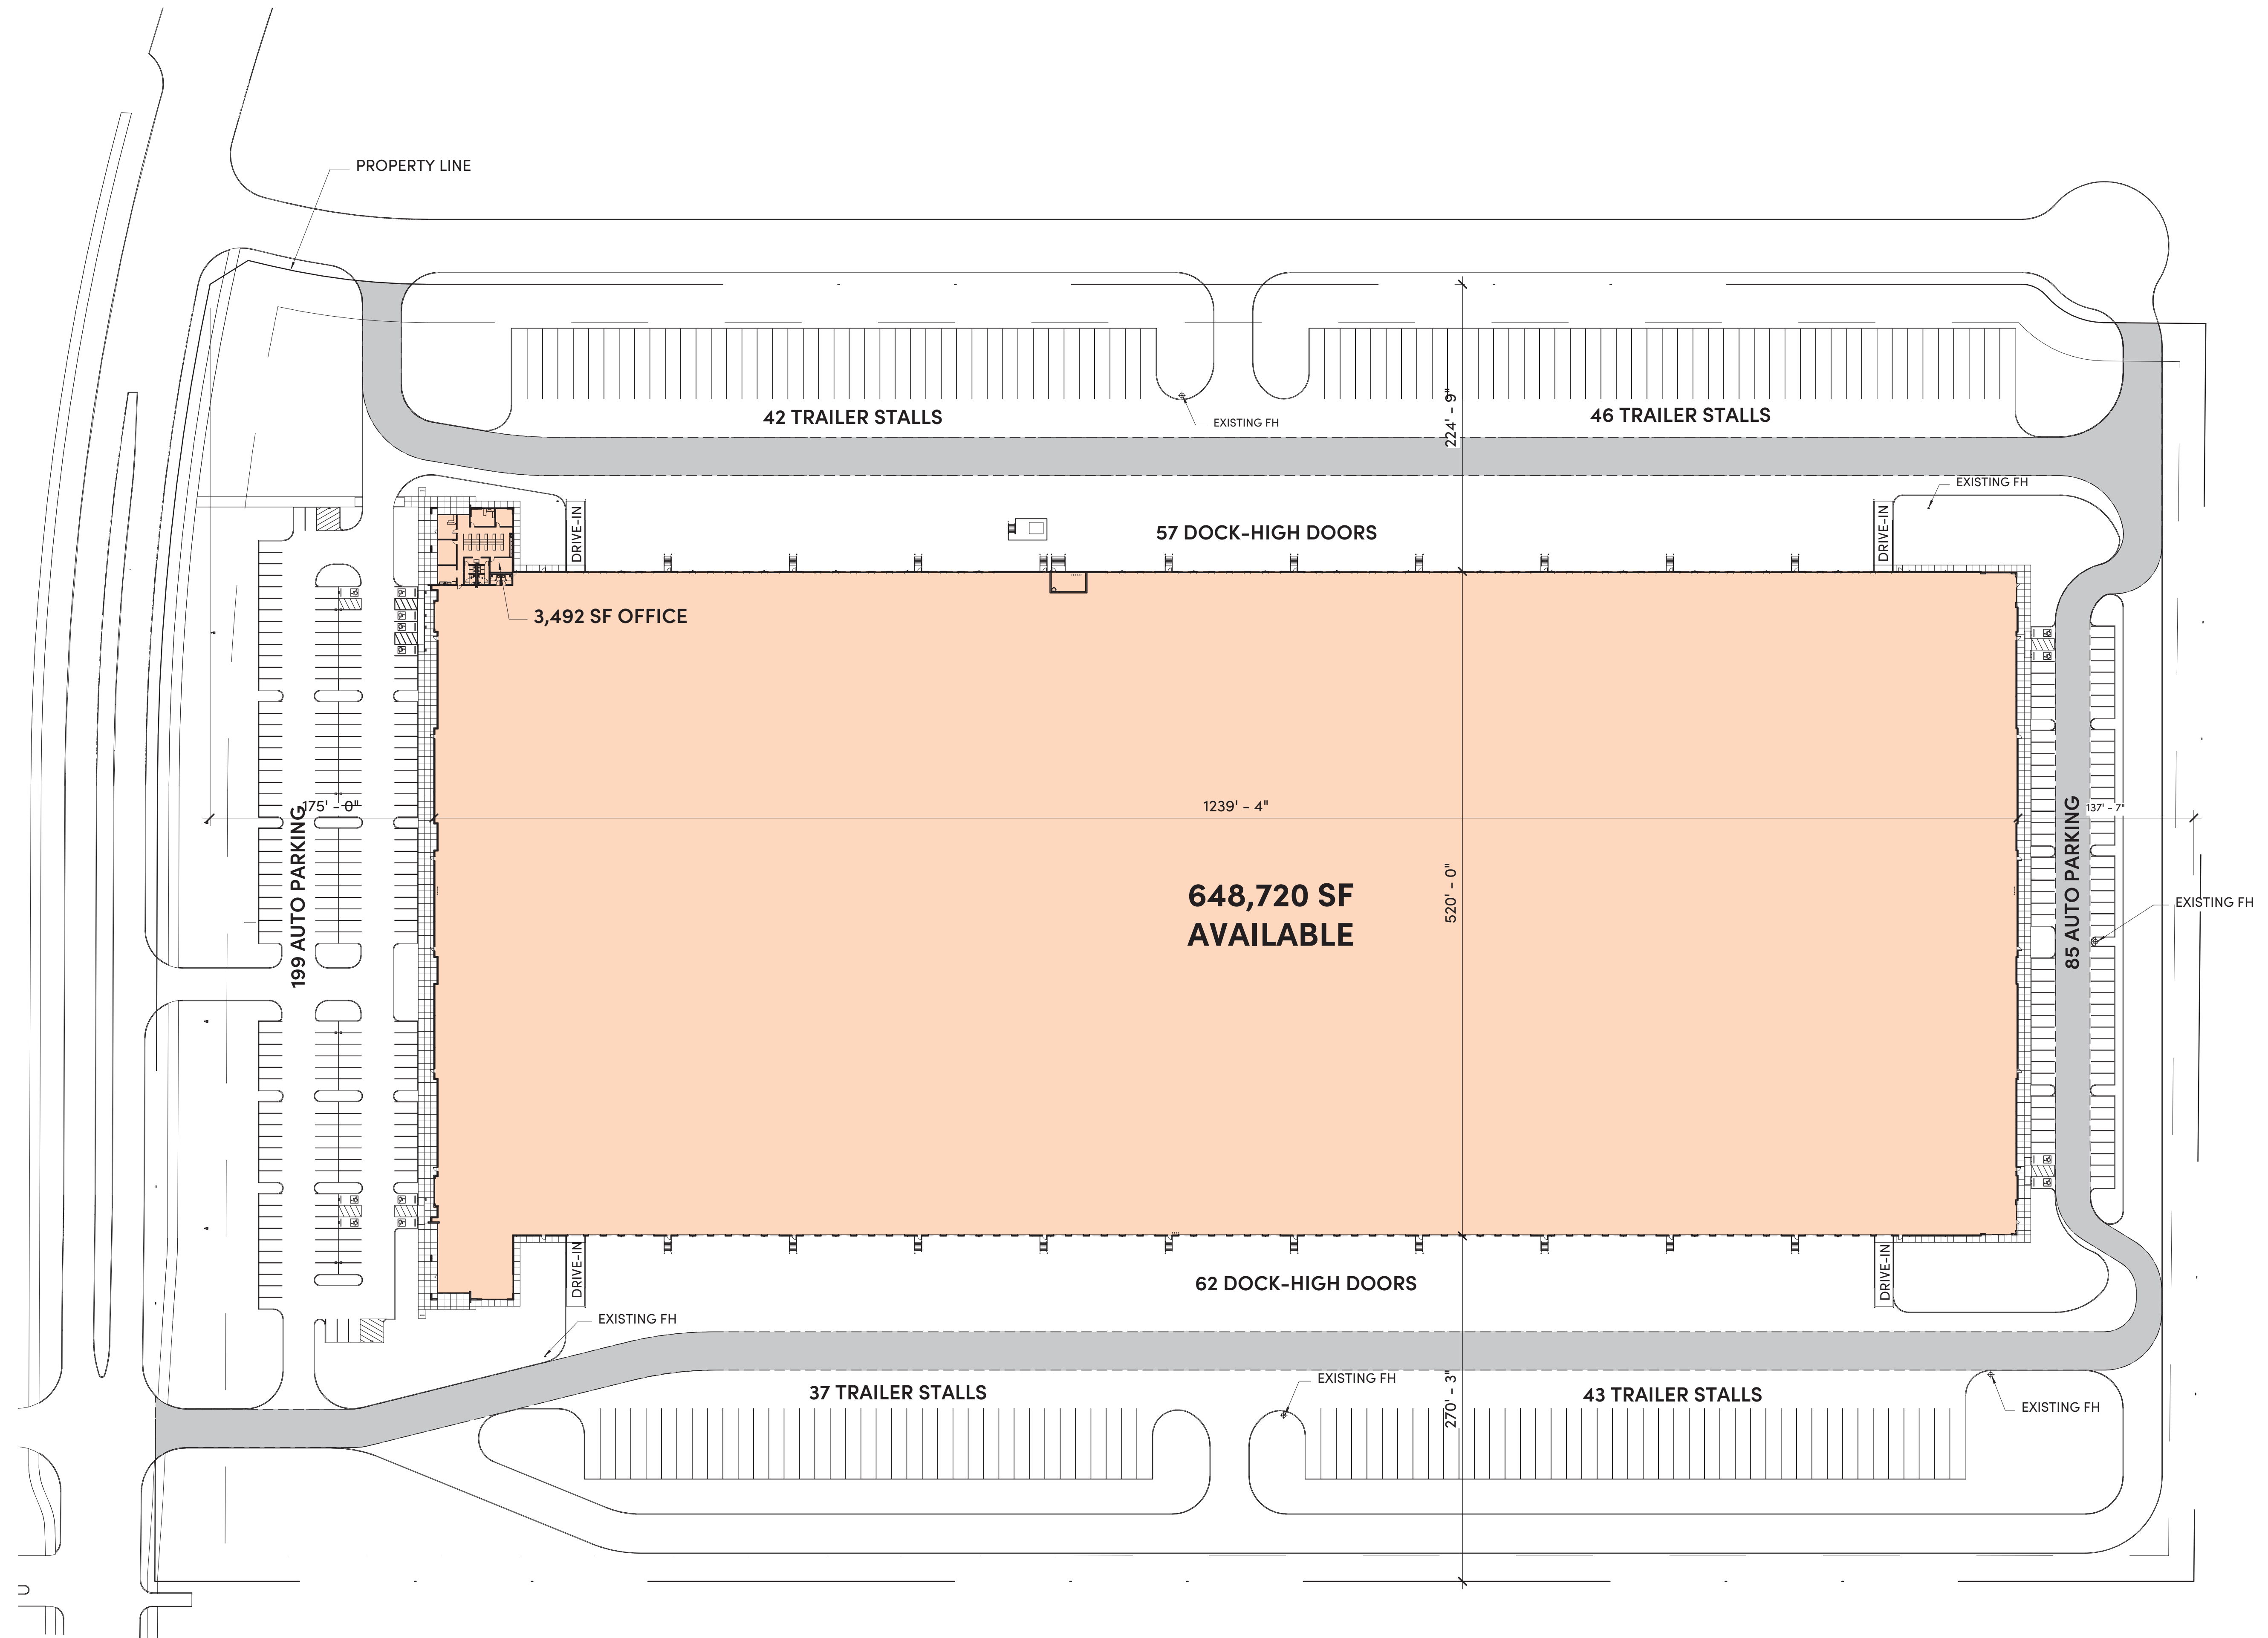 PROPERTY LINE
42 TRAILER STALLS
EXISTING FH
224' - 9"
46 TRAILER STALLS
EXISTING FH
DRIVE-IN
57 DOCK-HIGH DOORS
DRIVE-IN
3,492 SF OFFICE
175' - 0"
1239' - 4"
137' - 7"
199 AUTO PARKING
648,720 SF
AVAILABLE
520' - 0"
85 AUTO PARKING
EXISTING FH
DRIVE-IN
62 DOCK-HIGH DOORS
DRIVE-IN
EXISTING FH
37 TRAILER STALLS
EXISTING FH
270' - 3"
43 TRAILER STALLS
EXISTING FH